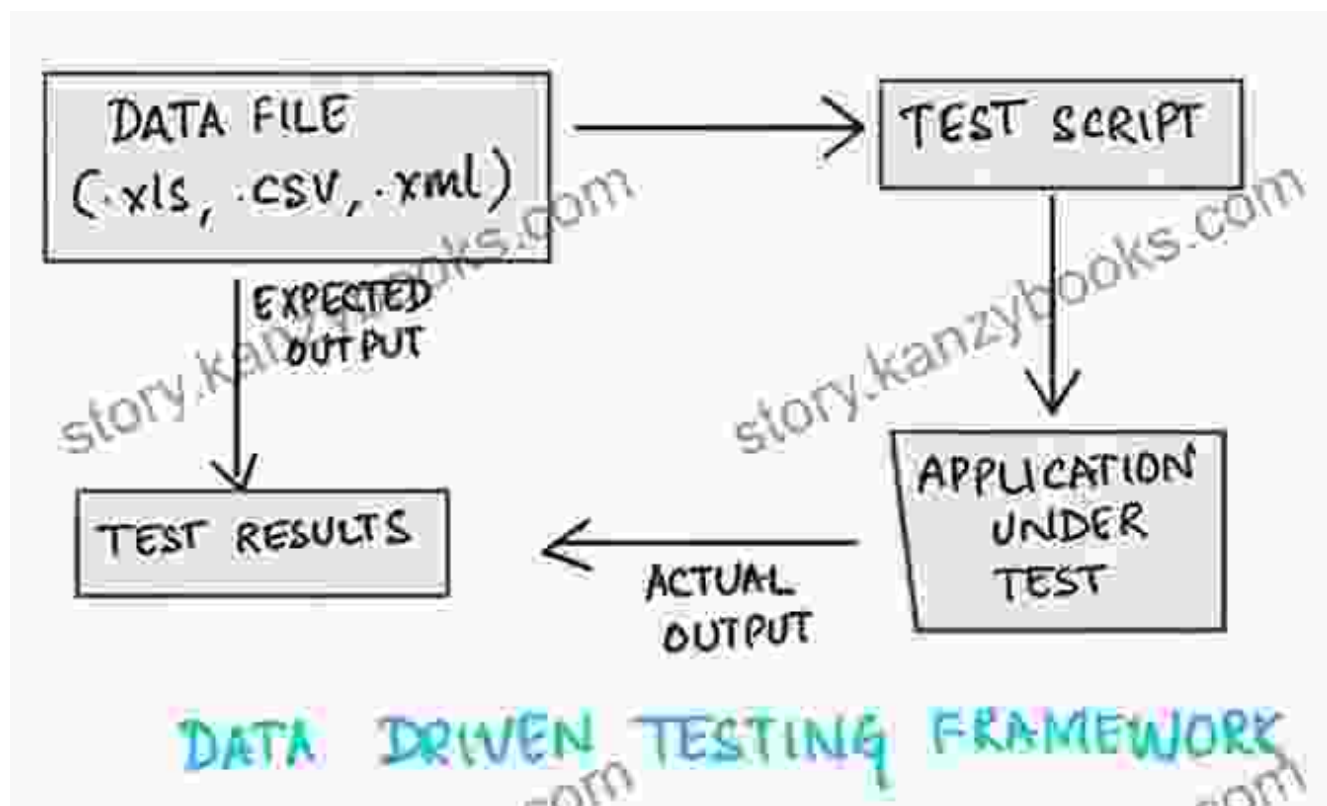 DATA FILE
(.xls, .CSV, .xml)
TEST SCRIPT
EXPECTED
OUTPUT
TEST RESULTS
ACTUAL
OUTPUT
APPLICATION
UNDER
TEST
DATA DRIVEN TESTING FRAMEWORK
story.kanzybooks.com
story.kanzybooks.com